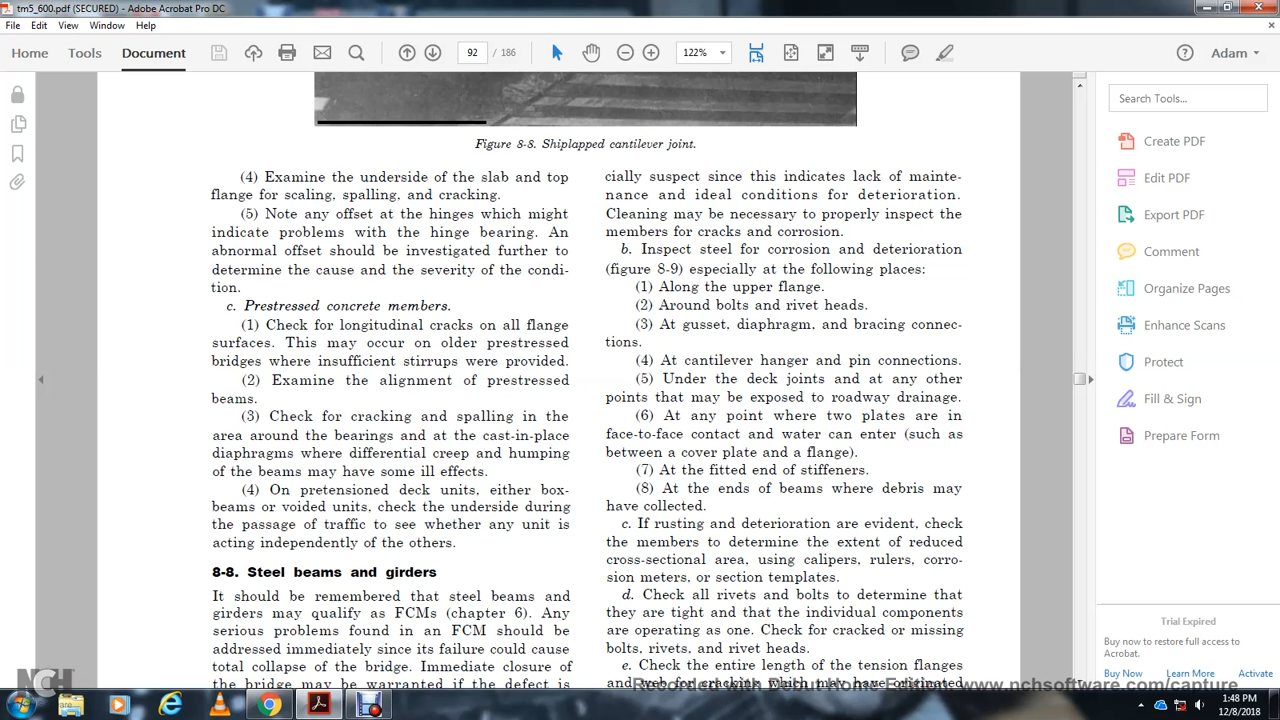 tm5_600.pdf (SECURED) - Adobe Acrobat Pro DC
File Edit View Window Help
Home Tools Document 92 / 186 122% Adam
Figure 8-8. Shiplapped cantilever joint.
(4) Examine the underside of the slab and top
flange for scaling, spalling, and cracking.
(5) Note any offset at the hinges which might
indicate problems with the hinge bearing. An
abnormal offset should be investigated further to
determine the cause and the severity of the condi-
tion.
c. Prestressed concrete members.
(1) Check for longitudinal cracks on all flange
surfaces. This may occur on older prestressed
bridges where insufficient stirrups were provided.
(2) Examine the alignment of prestressed
beams.
(3) Check for cracking and spalling in the
area around the bearings and at the cast-in-place
diaphragms where differential creep and humping
of the beams may have some ill effects.
(4) On pretensioned deck units, either box-
beams or voided units, check the underside during
the passage of traffic to see whether any unit is
acting independently of the others.
8-8. Steel beams and girders
It should be remembered that steel beams and
girders may qualify as FCMs (chapter 6). Any
serious problems found in an FCM should be
addressed immediately since its failure could cause
total collapse of the bridge. Immediate closure of
the bridge may be warranted if the defect is
cially suspect since this indicates lack of mainte-
nance and ideal conditions for deterioration.
Cleaning may be necessary to properly inspect the
members for cracks and corrosion.
b. Inspect steel for corrosion and deterioration
(figure 8-9) especially at the following places:
(1) Along the upper flange.
(2) Around bolts and rivet heads.
(3) At gusset, diaphragm, and bracing connec-
tions.
(4) At cantilever hanger and pin connections.
(5) Under the deck joints and at any other
points that may be exposed to roadway drainage.
(6) At any point where two plates are in
face-to-face contact and water can enter (such as
between a cover plate and a flange).
(7) At the fitted end of stiffeners.
(8) At the ends of beams where debris may
have collected.
c. If rusting and deterioration are evident, check
the members to determine the extent of reduced
cross-sectional area, using calipers, rulers, corro-
sion meters, or section templates.
d. Check all rivets and bolts to determine that
they are tight and that the individual components
are operating as one. Check for cracked or missing
bolts, rivets, and rivet heads.
e. Check the entire length of the tension flanges
and web for cracking which may have originated
Search Tools...
Create PDF
Edit PDF
Export PDF
Comment
Organize Pages
Enhance Scans
Protect
Fill & Sign
Prepare Form
Trial Expired
Buy now to restore full access to
Acrobat.
Buy Now Learn More Activate
NCH
Recorded with Debut Home Edition: www.nchsoftware.com/capture
1:48 PM
12/8/2018